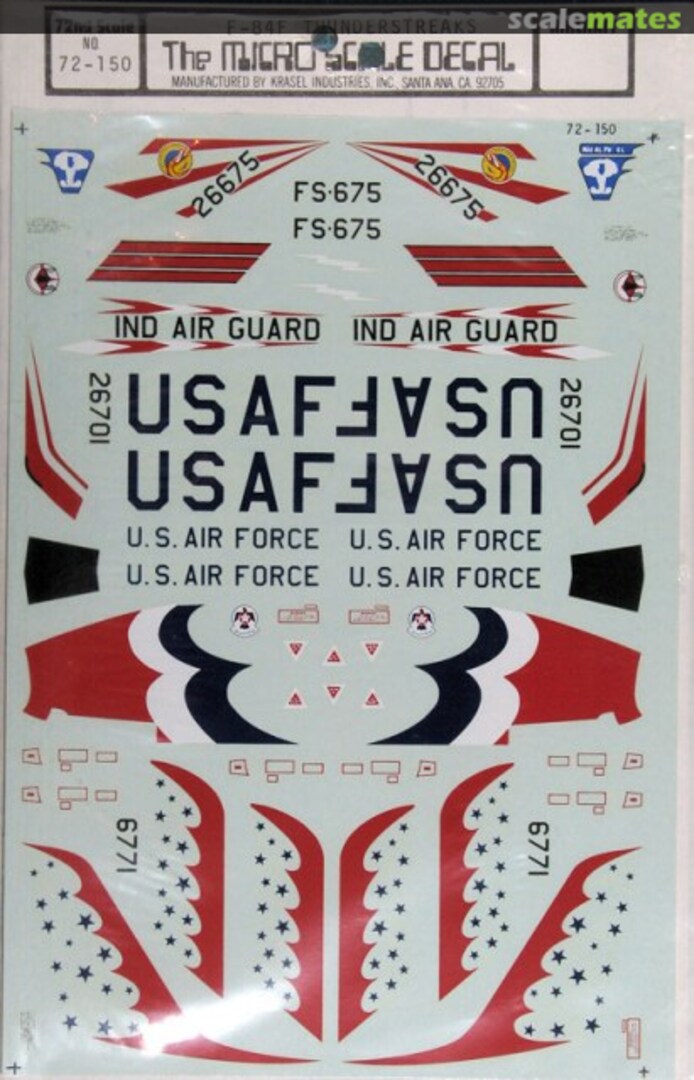 scalemates
72nd Scale
NO.
72-150
F-84F THUNDERSTREAKS
The MICRO SCALE DECAL
MANUFACTURED BY KRASEL INDUSTRIES, INC., SANTA ANA, CA. 92705
72-150
26675
26675
FS-675
FS-675
IND AIR GUARD
IND AIR GUARD
26701
USAF
USAF
26701
USAF
USAF
U.S. AIR FORCE
U.S. AIR FORCE
U.S. AIR FORCE
U.S. AIR FORCE
6771
6771